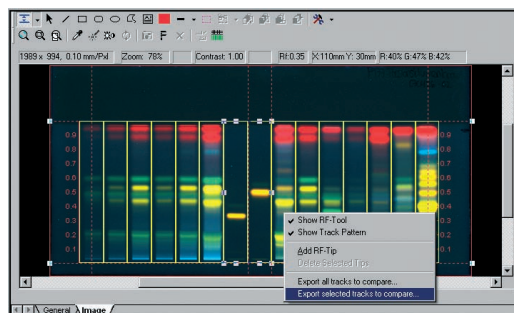 F
1989 x 994, 0.10 mm/Pxl Zoom: 78% Contrast: 1.00 Rf:0.35 X:110mm Y: 30mm R:40% G:47% B:42%
0.9 0.9
0.8 0.8
0.7 0.7
0.6 0.6
0.5 0.5
0.4 0.4
0.3 0.3
0.2 0.2
0.1 0.1
Show RF-Tool
Show Track Pattern
Add RF-Tip
Delete Selected Tips
Export all tracks to compare...
Export selected tracks to compare...
General Image